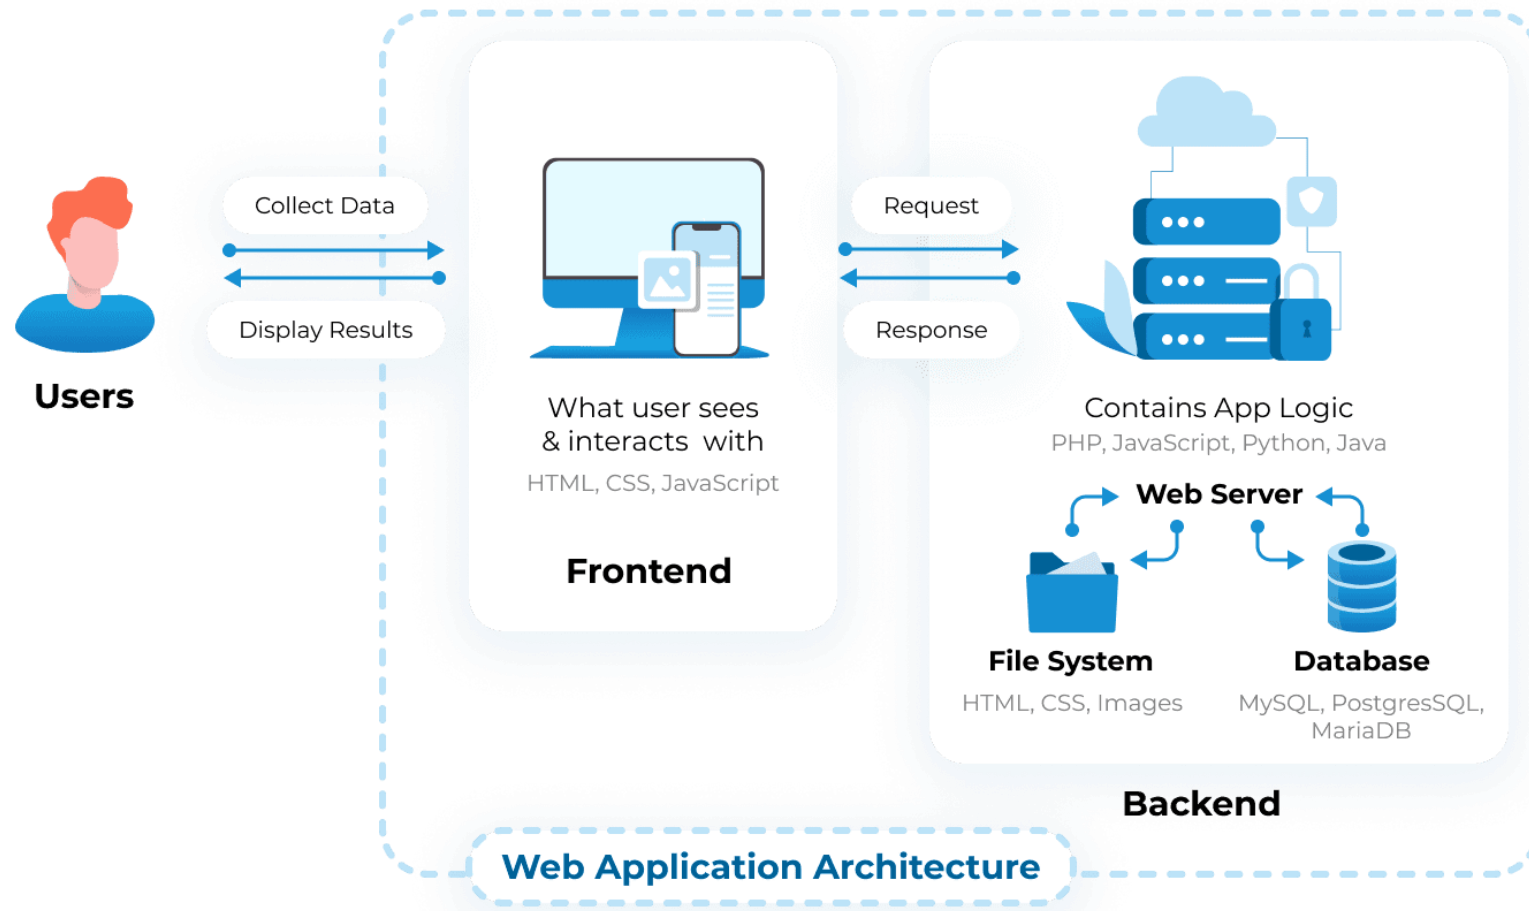 Collect Data
Display Results
Users
What user sees
& interacts with
HTML, CSS, JavaScript
Frontend
Request
Response
Contains App Logic
PHP, JavaScript, Python, Java
Web Server
File System
HTML, CSS, Images
Database
MySQL, PostgresSQL,
MariaDB
Backend
Web Application Architecture